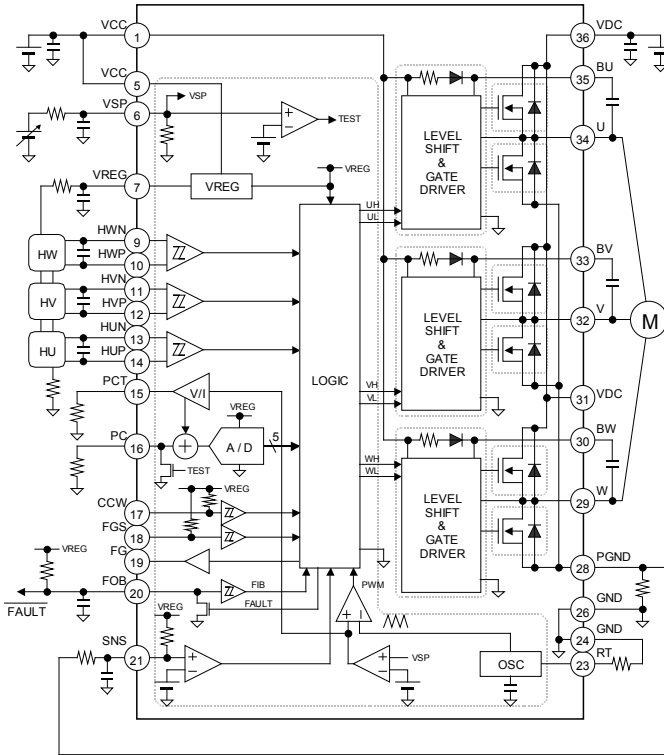 VCC
1
VCC
5
VSP
6
VSP
TEST
VREG
7
VREG
VREG
HWN
9
HW
HWP
10
HVN
11
HV
HVP
12
HUN
13
HU
HUP
14
PCT
15
V/I
PC
16
+
VREG
A / D
5
TEST
CCW
17
VREG
FGS
18
FG
19
VREG
FOB
20
FIB
FAULT
FAULT
VREG
SNS
21
+
−
LOGIC
PWM
+ −
+
−
VSP
OSC
UH
UL
VH
VL
WH
WL
LEVEL
SHIFT
&
GATE
DRIVER
LEVEL
SHIFT
&
GATE
DRIVER
LEVEL
SHIFT
&
GATE
DRIVER
VDC
36
BU
35
U
34
BV
33
V
32
M
VDC
31
BW
30
W
29
PGND
28
GND
26
GND
24
RT
23
+
−